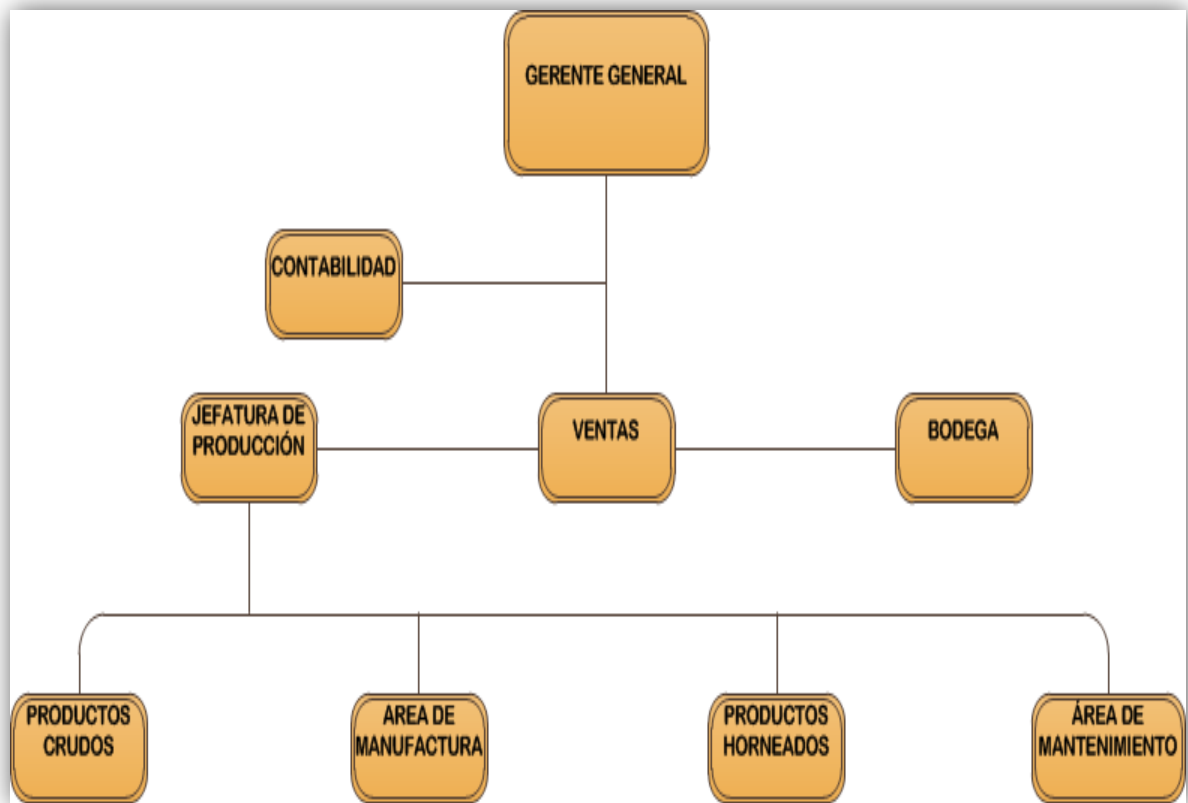 GERENTE GENERAL
CONTABILIDAD
JEFATURA DE
PRODUCCIÓN
VENTAS
BODEGA
PRODUCTOS
CRUDOS
AREA DE
MANUFACTURA
PRODUCTOS
HORNEADOS
ÁREA DE
MANTENIMIENTO